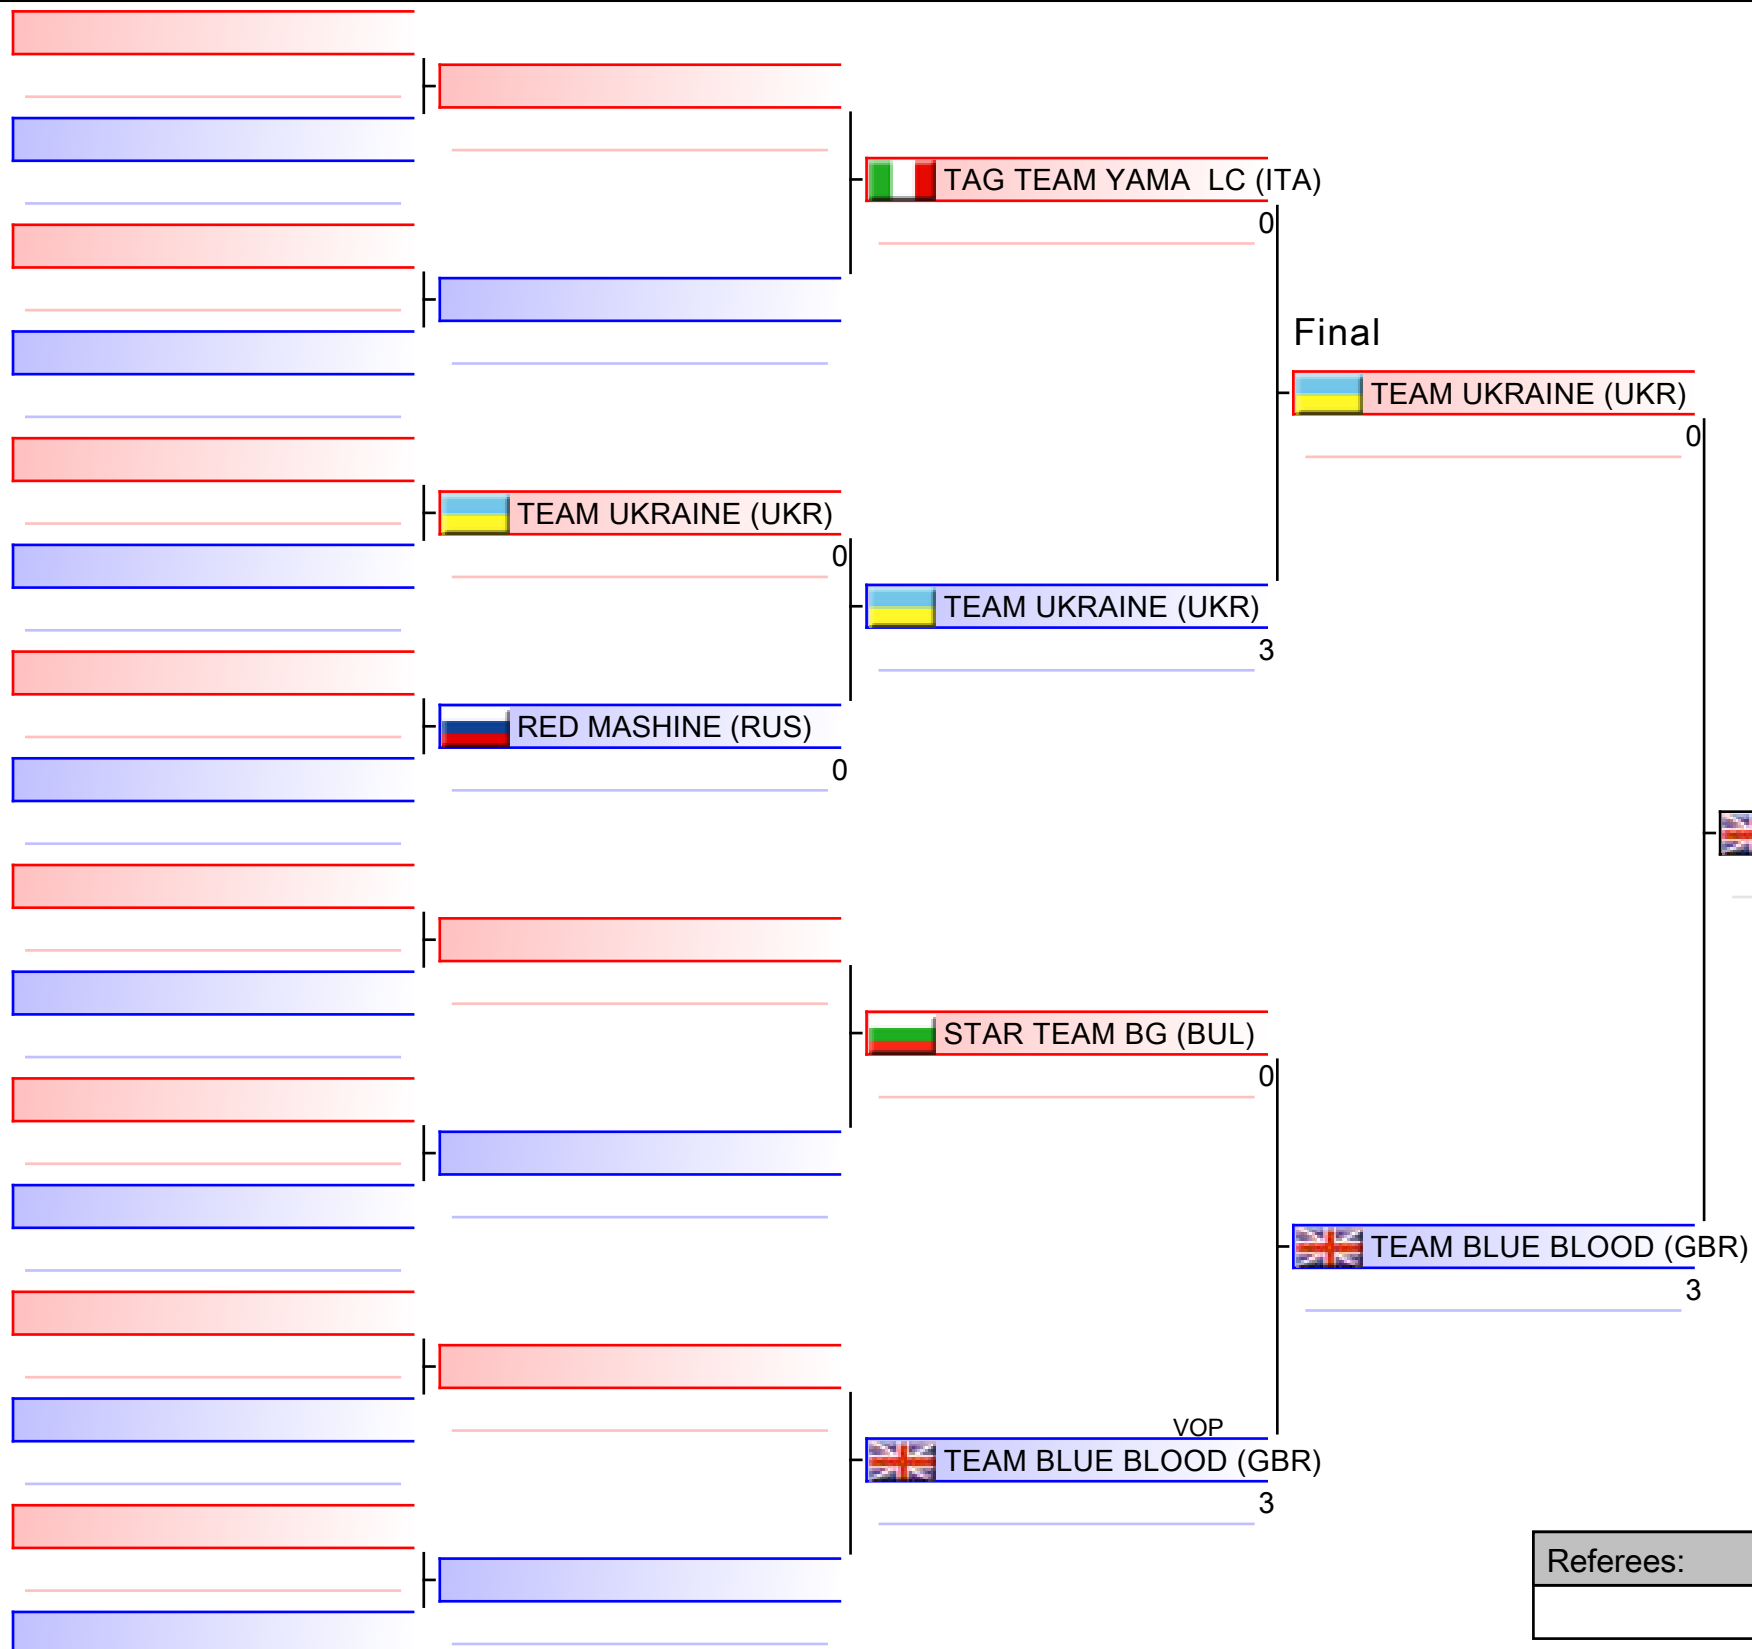 TAG TEAM YAMA  LC (ITA)
0
Final
TEAM UKRAINE (UKR)
0
TEAM UKRAINE (UKR)
0
TEAM UKRAINE (UKR)
3
RED MASHINE (RUS)
0
STAR TEAM BG (BUL)
0
TEAM BLUE BLOOD (GBR)
3
VOP
TEAM BLUE BLOOD (GBR)
3
Referees: